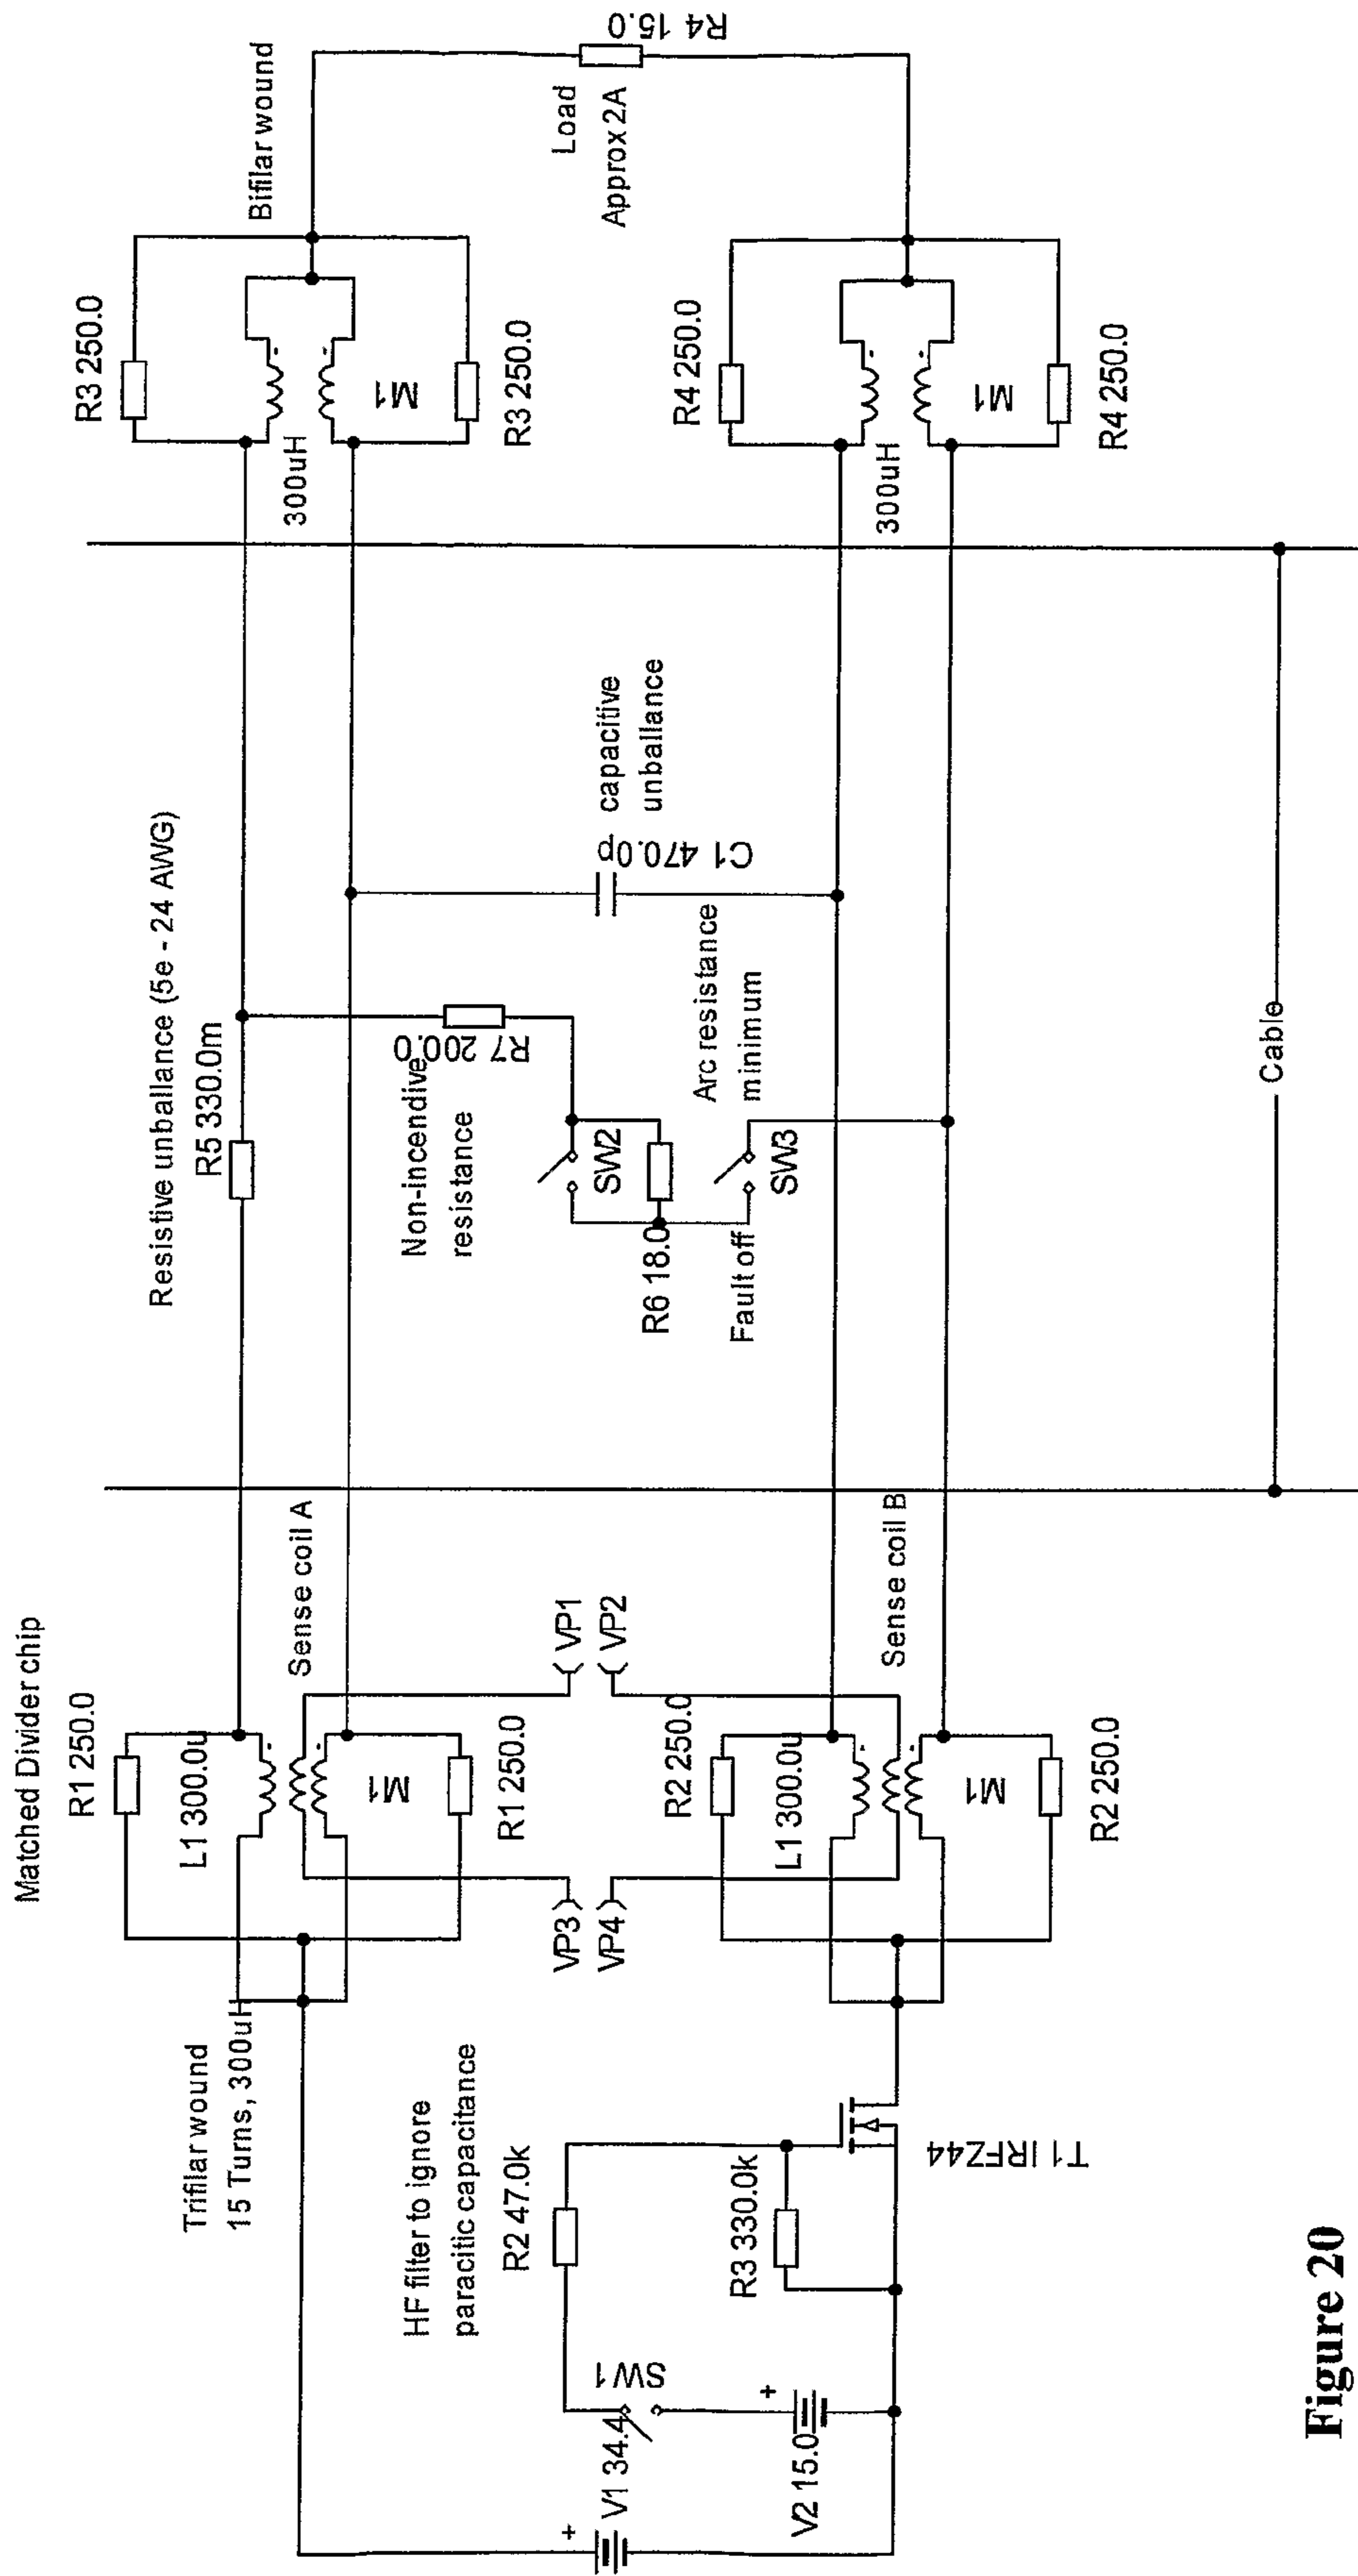 Matched Divider chip
R1 250.0
L1 300.0u
Trifilar wound
15 Turns, 300uH
Sense coil A
M1
R1 250.0
VP1
VP2
VP3
VP4
R2 250.0
L1 300.0u
Sense coil B
M1
R2 250.0
HF filter to ignore
paracitic capacitance
R2 47.0k
R3 330.0k
T1 IRFZ44
SW1
+
V1 34.4
+
V2 15.0
Resistive unballance (5e - 24 AWG)
R5 330.0m
Non-incendive
resistance
R7 200.0
SW2
R6 18.0
Fault off
SW3
Arc resistance
minimum
C1 470.0p
capacitive
unballance
Cable
R3 250.0
300uH
M1
R3 250.0
Bifilar wound
Load
Approx 2A
R4 15.0
R4 250.0
300uH
M1
R4 250.0
Figure 20